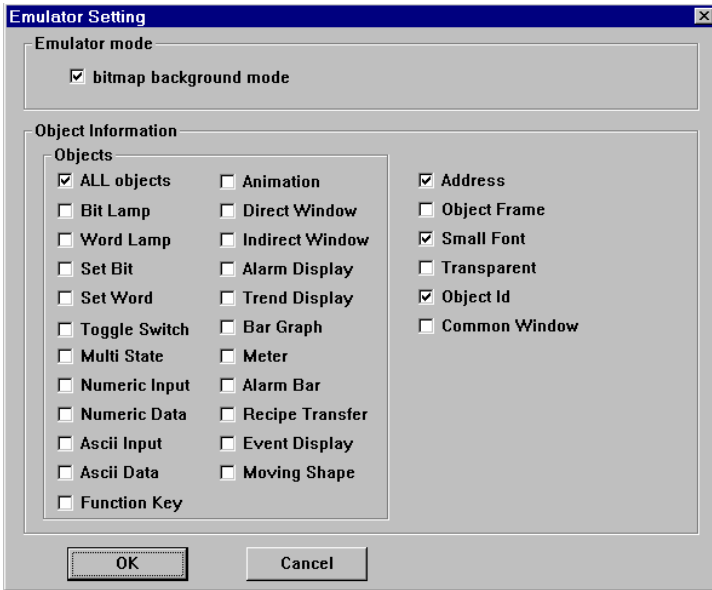 Emulator Setting
Emulator mode
bitmap background mode
Object Information
Objects
ALL objects
Bit Lamp
Word Lamp
Set Bit
Set Word
Toggle Switch
Multi State
Numeric Input
Numeric Data
Ascii Input
Ascii Data
Function Key
Animation
Direct Window
Indirect Window
Alarm Display
Trend Display
Bar Graph
Meter
Alarm Bar
Recipe Transfer
Event Display
Moving Shape
Address
Object Frame
Small Font
Transparent
Object Id
Common Window
OK
Cancel